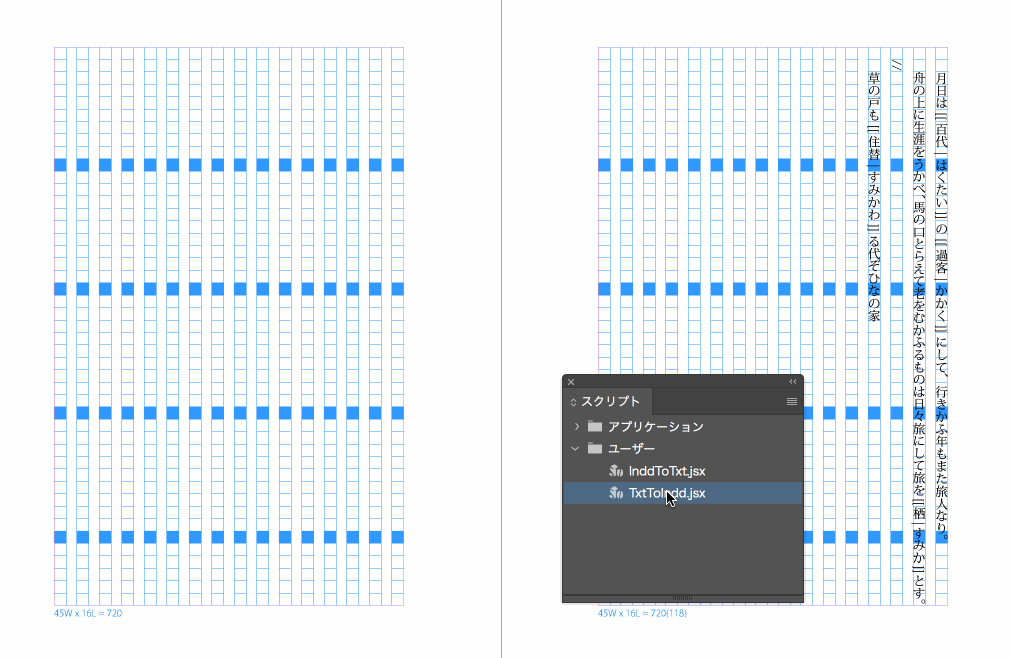 月日は[[百代|はくたい]]の[[過客|かかく]]にして、行きかふ年もまた旅人なり。
舟の上に生涯をうかべ、馬の口とらえて老をむかふるものは日々旅にして旅を[[栖|すみか]]とす。
//
草の戸も[[住替|すみかわ]]る代ぞひなの家
スクリプト
アプリケーション
ユーザー
InddToTxt.jsx
TxtToIndd.jsx
45W x 16L = 720
45W x 16L = 720(118)